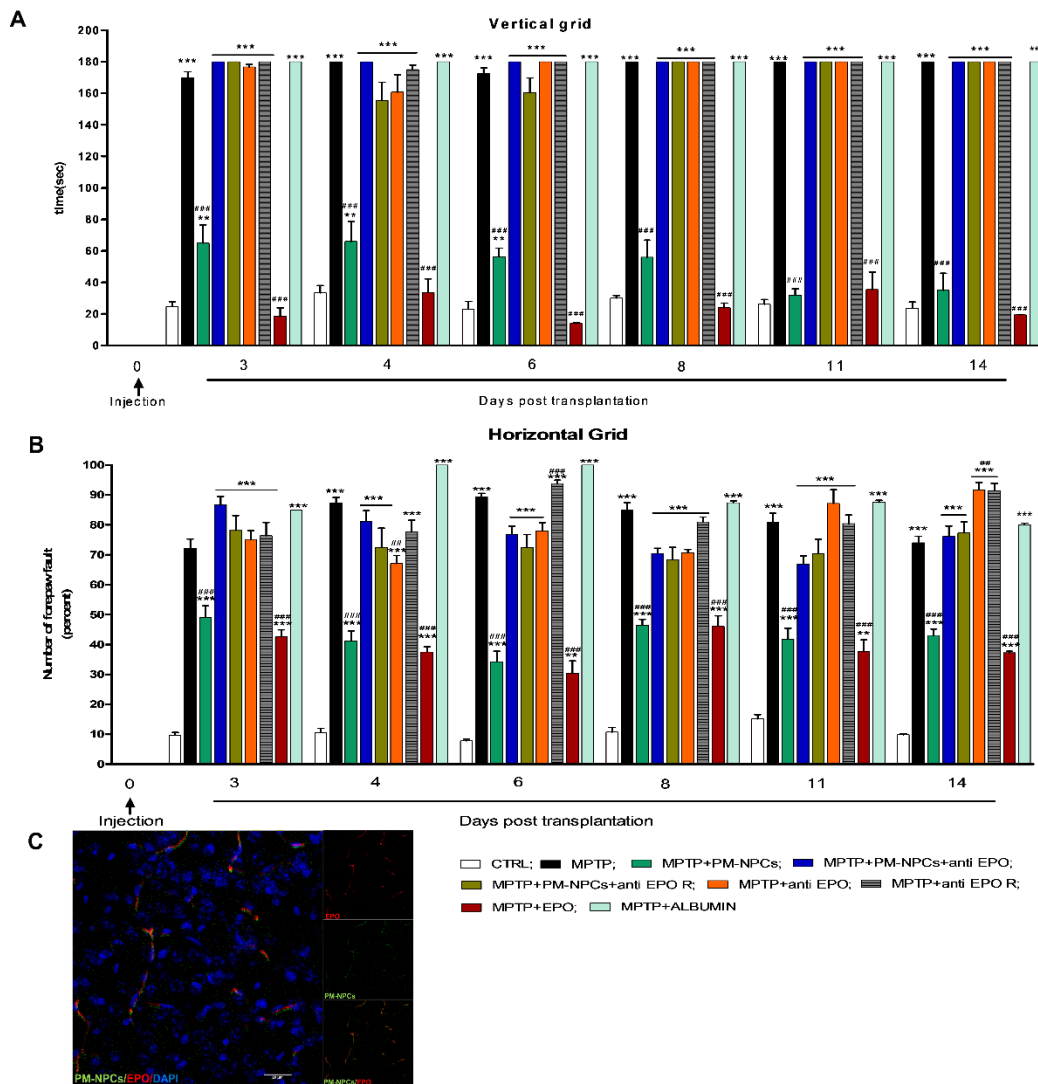 A
Vertical grid
200
180
160
140
120
100
80
60
40
20
0
time(sec)
*** *** *** *** *** *** *** *** *** *** *** *** *** *** *** *** ***
### ** ### ### ** ### ### ** ### ### ### ### ### ### ###
0 3 4 6 8 11 14
Injection
Days post transplantation
B
Horizontal Grid
100
90
80
70
60
50
40
30
20
10
0
Number of forepaw fault
(percent)
0 3 4 6 8 11 14
Injection
Days post transplantation
C
EPO
PM-NPCs
PM-NPCs/EPO/DAPI
PM-NPCs/EPO
CTRL; MPTP; MPTP+PM-NPCs; MPTP+PM-NPCs+anti EPO;
MPTP+PM-NPCs+anti EPO R; MPTP+anti EPO; MPTP+anti EPO R;
MPTP+EPO; MPTP+ALBUMIN